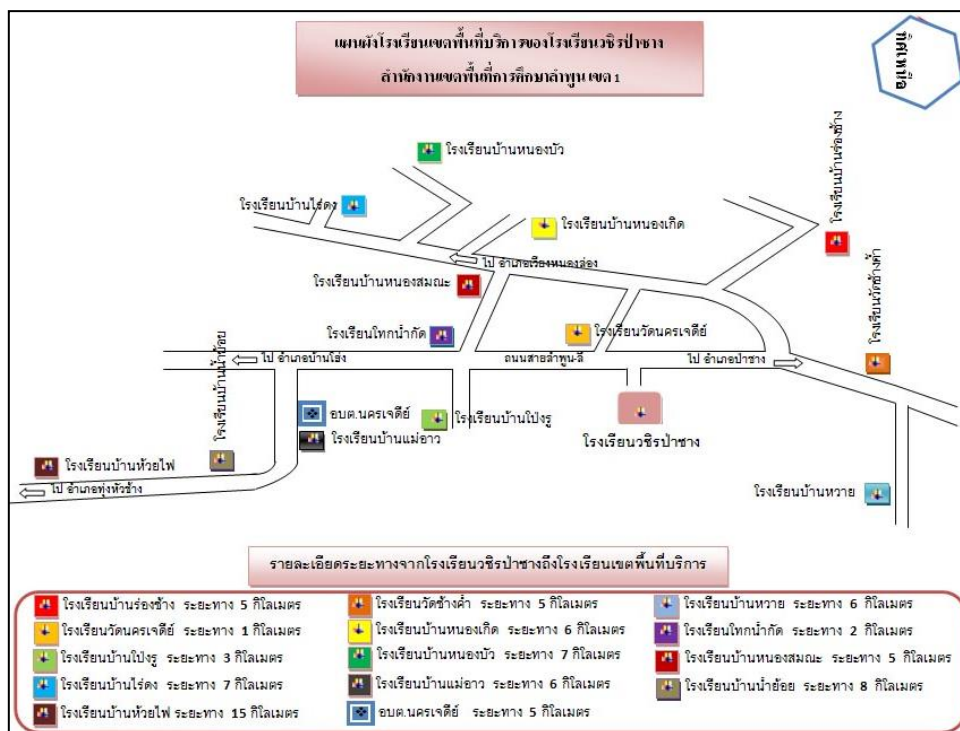 แผนผังโรงเรียนเขตพื้นที่บริการของโรงเรียนวชิรป่าซาง
สำนักงานเขตพื้นที่การศึกษาลำพูน เขต 1
ทิศเหนือ
โรงเรียนบ้านหนองบัว
โรงเรียนบ้านร่องช้าง
โรงเรียนบ้านไร่ดง
โรงเรียนบ้านหนองเกิด
ไป อำเภอเวียงหนองล่อง
โรงเรียนบ้านหนองสมณะ
โรงเรียนวัดช้างค้ำ
โรงเรียนโทกน้ำกัด
โรงเรียนวัดนครเจดีย์
ไป อำเภอบ้านโฮ่ง
ถนนสายลำพูน-ลี้
ไป อำเภอป่าซาง
โรงเรียนบ้านน้ำย้อย
อบต.นครเจดีย์
โรงเรียนบ้านโป่งรู
โรงเรียนบ้านแม่อาว
โรงเรียนวชิรป่าซาง
โรงเรียนบ้านห้วยไฟ
ไป อำเภอทุ่งหัวช้าง
โรงเรียนบ้านหวาย
รายละเอียดระยะทางจากโรงเรียนวชิรป่าซางถึงโรงเรียนเขตพื้นที่บริการ
โรงเรียนบ้านร่องช้าง ระยะทาง 5 กิโลเมตร
โรงเรียนวัดช้างค้ำ ระยะทาง 5 กิโลเมตร
โรงเรียนบ้านหวาย ระยะทาง 6 กิโลเมตร
โรงเรียนวัดนครเจดีย์ ระยะทาง 1 กิโลเมตร
โรงเรียนบ้านหนองเกิด ระยะทาง 6 กิโลเมตร
โรงเรียนโทกน้ำกัด ระยะทาง 2 กิโลเมตร
โรงเรียนบ้านโป่งรู ระยะทาง 3 กิโลเมตร
โรงเรียนบ้านหนองบัว ระยะทาง 7 กิโลเมตร
โรงเรียนบ้านหนองสมณะ ระยะทาง 5 กิโลเมตร
โรงเรียนบ้านไร่ดง ระยะทาง 7 กิโลเมตร
โรงเรียนบ้านแม่อาว ระยะทาง 6 กิโลเมตร
โรงเรียนบ้านน้ำย้อย ระยะทาง 8 กิโลเมตร
โรงเรียนบ้านห้วยไฟ ระยะทาง 15 กิโลเมตร
อบต.นครเจดีย์ ระยะทาง 5 กิโลเมตร